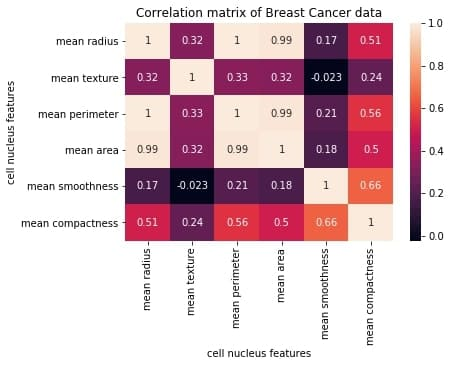 Correlation matrix of Breast Cancer data
cell nucleus features
mean radius 1 0.32 1 0.99 0.17 0.51
mean texture 0.32 1 0.33 0.32 -0.023 0.24
mean perimeter 1 0.33 1 0.99 0.21 0.56
mean area 0.99 0.32 0.99 1 0.18 0.5
mean smoothness 0.17 -0.023 0.21 0.18 1 0.66
mean compactness 0.51 0.24 0.56 0.5 0.66 1
mean radius
mean texture
mean perimeter
mean area
mean smoothness
mean compactness
cell nucleus features
1.0
0.8
0.6
0.4
0.2
0.0